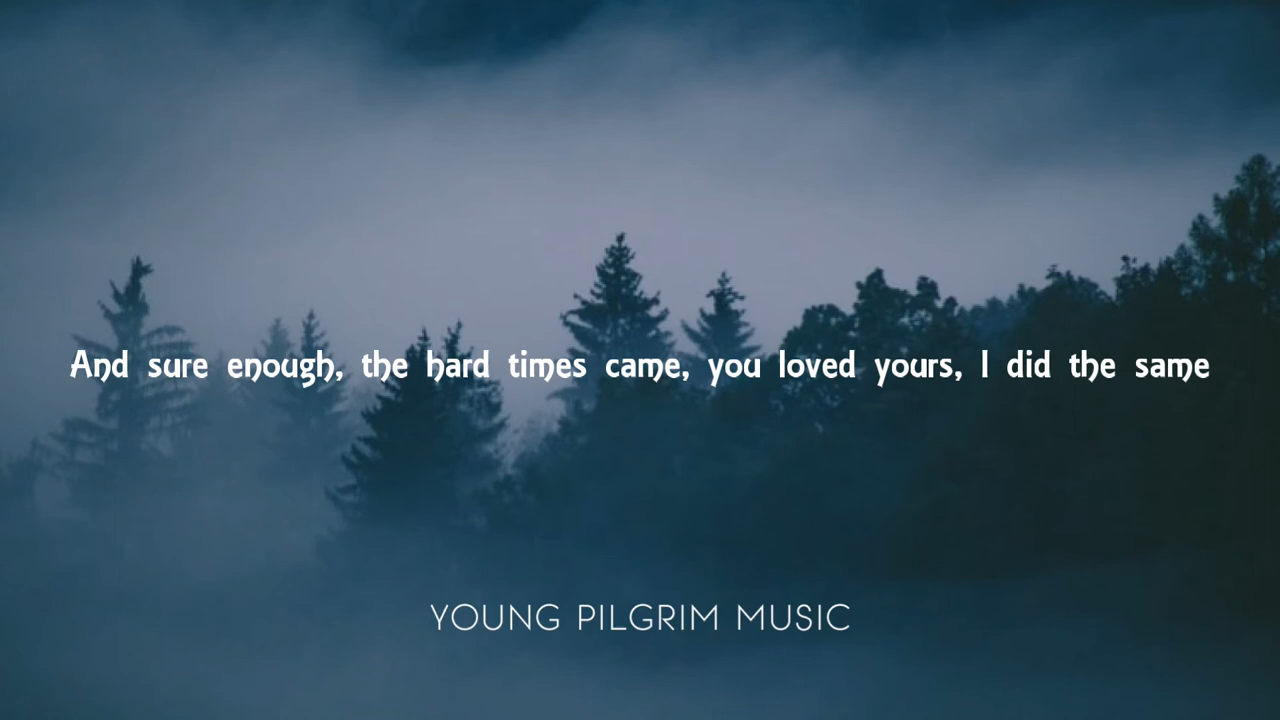 And sure enough, the hard times came, you loved yours, I did the same
YOUNG PILGRIM MUSIC